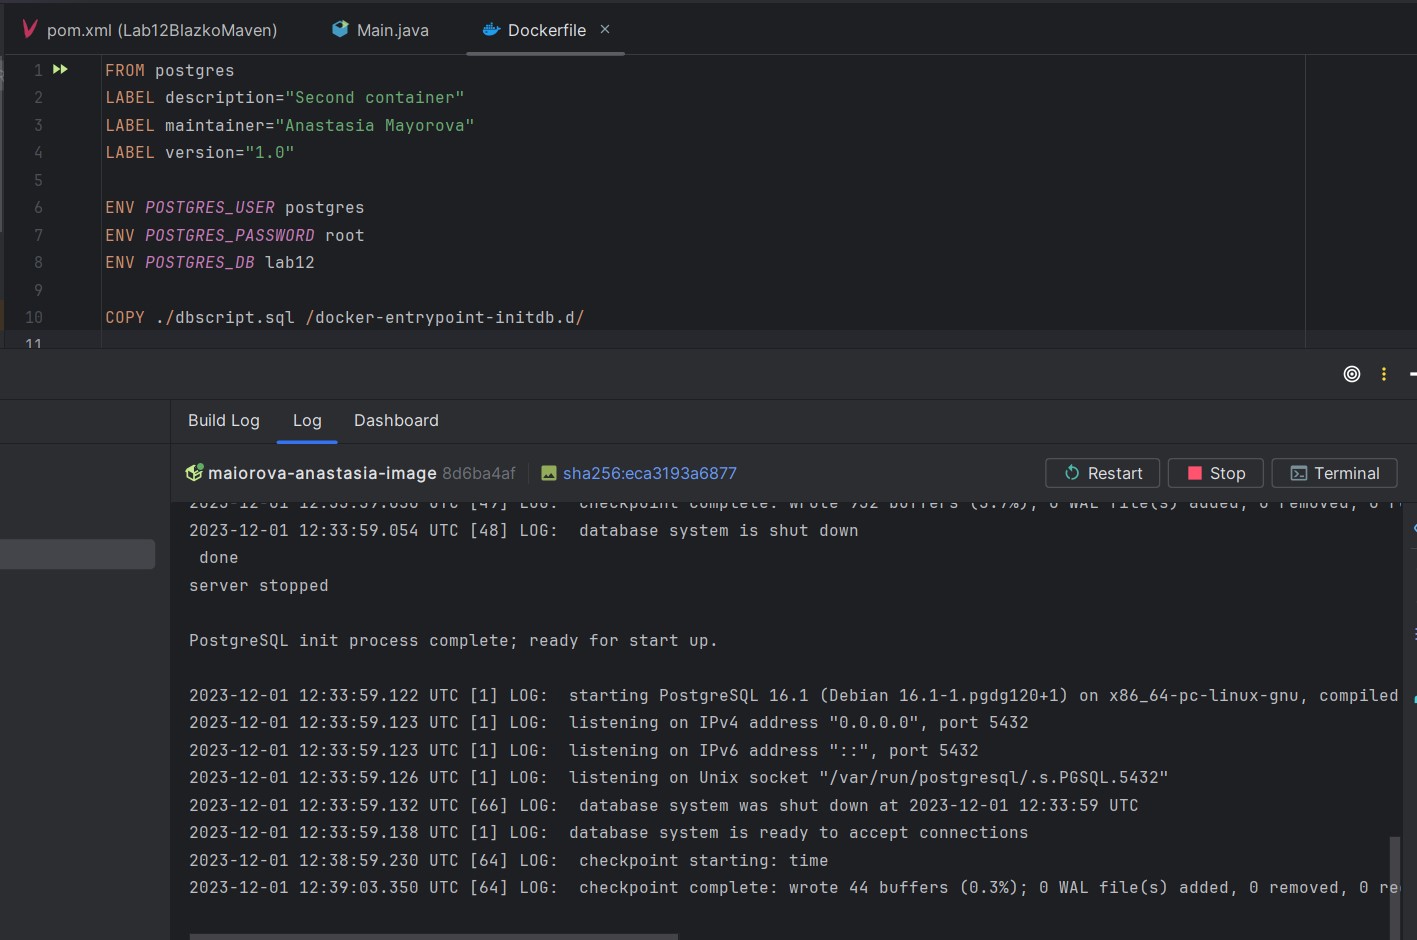 pom.xml (Lab12BlazkoMaven)
Main.java
Dockerfile
1 FROM postgres
2 LABEL description="Second container"
3 LABEL maintainer="Anastasia Mayorova"
4 LABEL version="1.0"
5
6 ENV POSTGRES_USER postgres
7 ENV POSTGRES_PASSWORD root
8 ENV POSTGRES_DB lab12
9
10 COPY ./dbscript.sql /docker-entrypoint-initdb.d/
11
Build Log Log Dashboard
maiorova-anastasia-image 8d6ba4af sha256:eca3193a6877 Restart Stop Terminal
LOG: checkpoint complete: wrote 932 buffers
2023-12-01 12:33:59.054 UTC [48] LOG:  database system is shut down
 done
server stopped
PostgreSQL init process complete; ready for start up.
2023-12-01 12:33:59.122 UTC [1] LOG:  starting PostgreSQL 16.1 (Debian 16.1-1.pgdg120+1) on x86_64-pc-linux-gnu, compiled
2023-12-01 12:33:59.123 UTC [1] LOG:  listening on IPv4 address "0.0.0.0", port 5432
2023-12-01 12:33:59.123 UTC [1] LOG:  listening on IPv6 address "::", port 5432
2023-12-01 12:33:59.126 UTC [1] LOG:  listening on Unix socket "/var/run/postgresql/.s.PGSQL.5432"
2023-12-01 12:33:59.132 UTC [66] LOG:  database system was shut down at 2023-12-01 12:33:59 UTC
2023-12-01 12:33:59.138 UTC [1] LOG:  database system is ready to accept connections
2023-12-01 12:38:59.230 UTC [64] LOG:  checkpoint starting: time
2023-12-01 12:39:03.350 UTC [64] LOG:  checkpoint complete: wrote 44 buffers (0.3%); 0 WAL file(s) added, 0 removed, 0 re